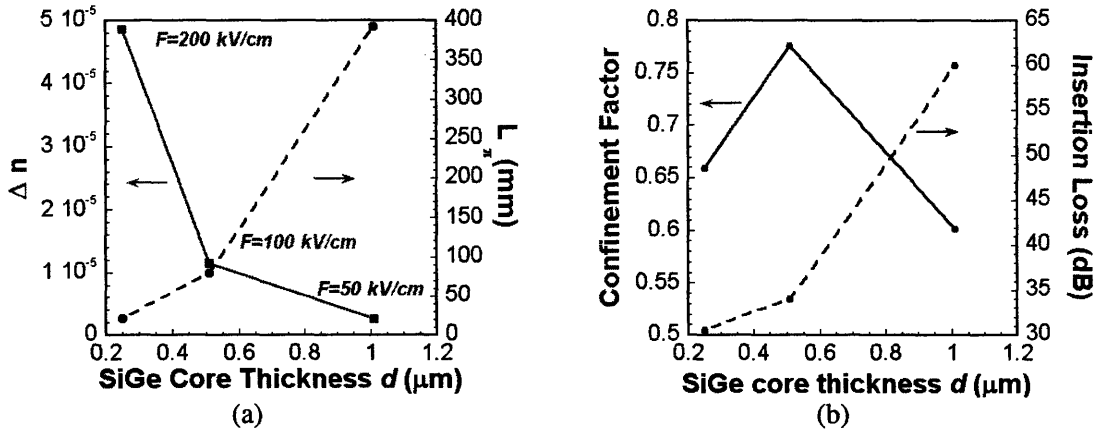 5 10⁻⁵
4 10⁻⁵
3 10⁻⁵
2 10⁻⁵
1 10⁻⁵
0
Δ n
F=200 kV/cm
F=100 kV/cm
F=50 kV/cm
400
350
300
250
200
150
100
50
0
Lπ (mm)
0.2 0.4 0.6 0.8 1 1.2
SiGe Core Thickness d (μm)
(a)
0.8
0.75
0.7
0.65
0.6
0.55
0.5
Confinement Factor
65
60
55
50
45
40
35
30
Insertion Loss (dB)
0.2 0.4 0.6 0.8 1 1.2
SiGe core thickness d (μm)
(b)